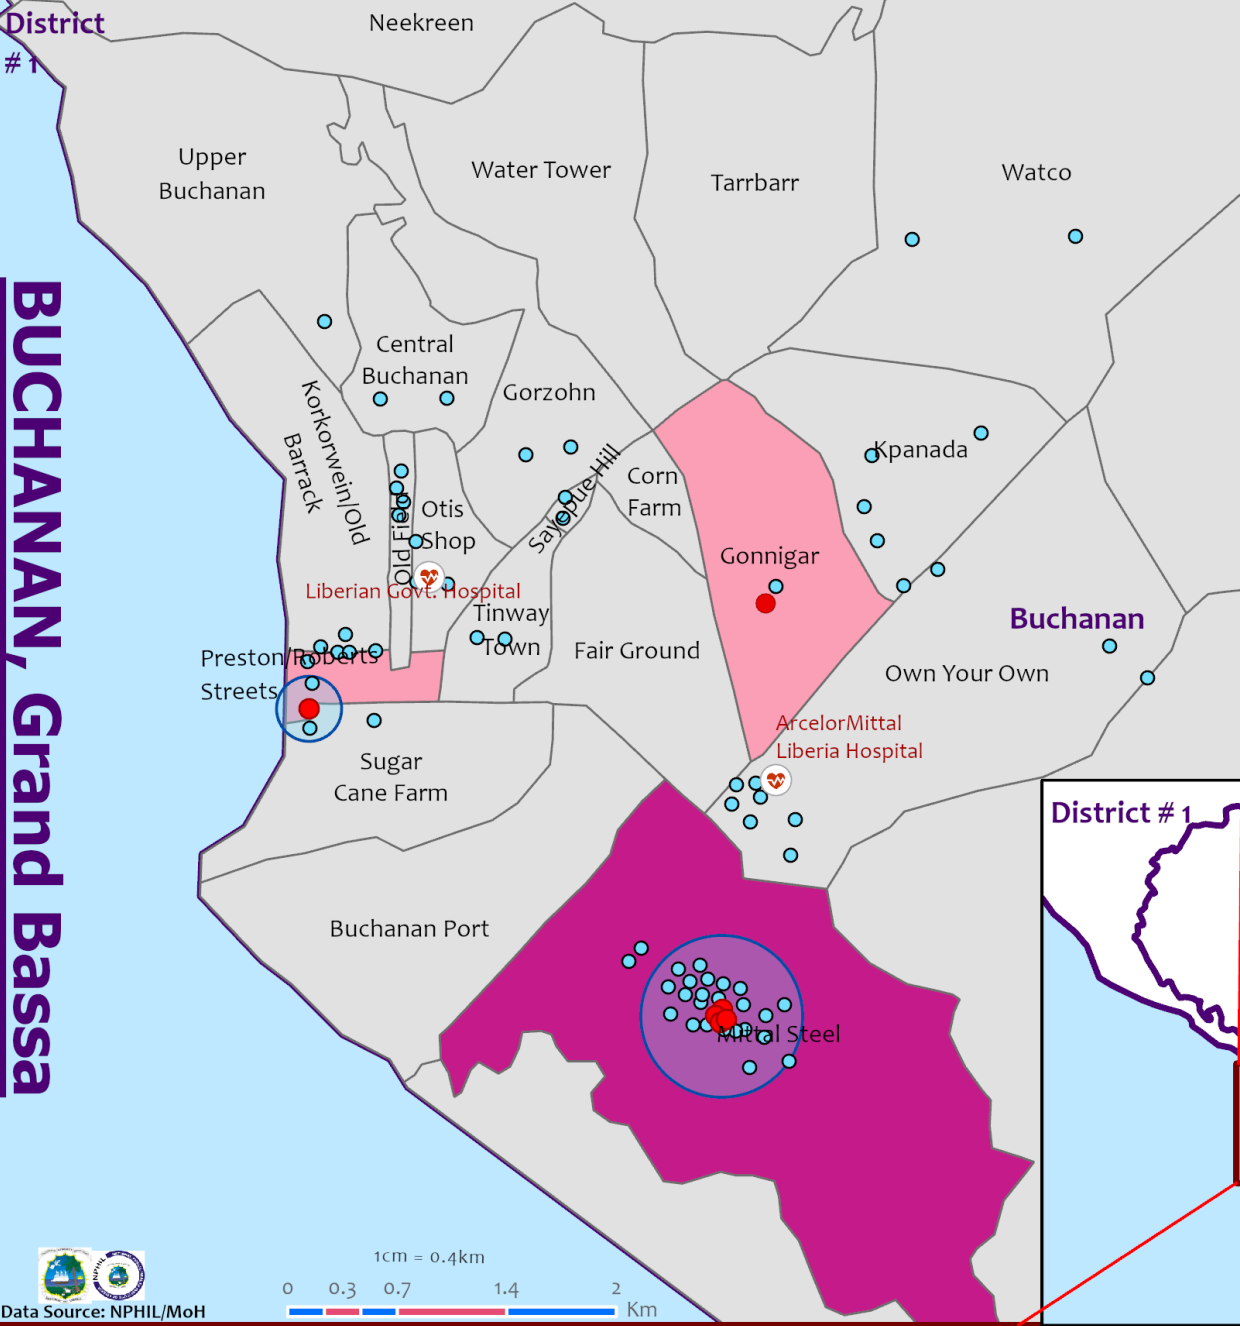 District
# 1
Neekreen
Upper
Buchanan
Water Tower
Tarrbarr
Watco
BUCHANAN, Grand Bassa
Central
Buchanan
Gorzohn
Korkorwein/Old
Barrack
Old Field
Otis
Shop
Sayepue Hill
Corn
Farm
Kpanada
Gonnigar
Liberian Govt. Hospital
Tinway
Town
Fair Ground
Buchanan
Own Your Own
Preston/Roberts
Streets
ArcelorMittal
Liberia Hospital
Sugar
Cane Farm
District # 1
Buchanan Port
Mittal Steel
1cm = 0.4km
0 0.3 0.7 1.4 2
Km
NPHIL
Data Source: NPHIL/MoH